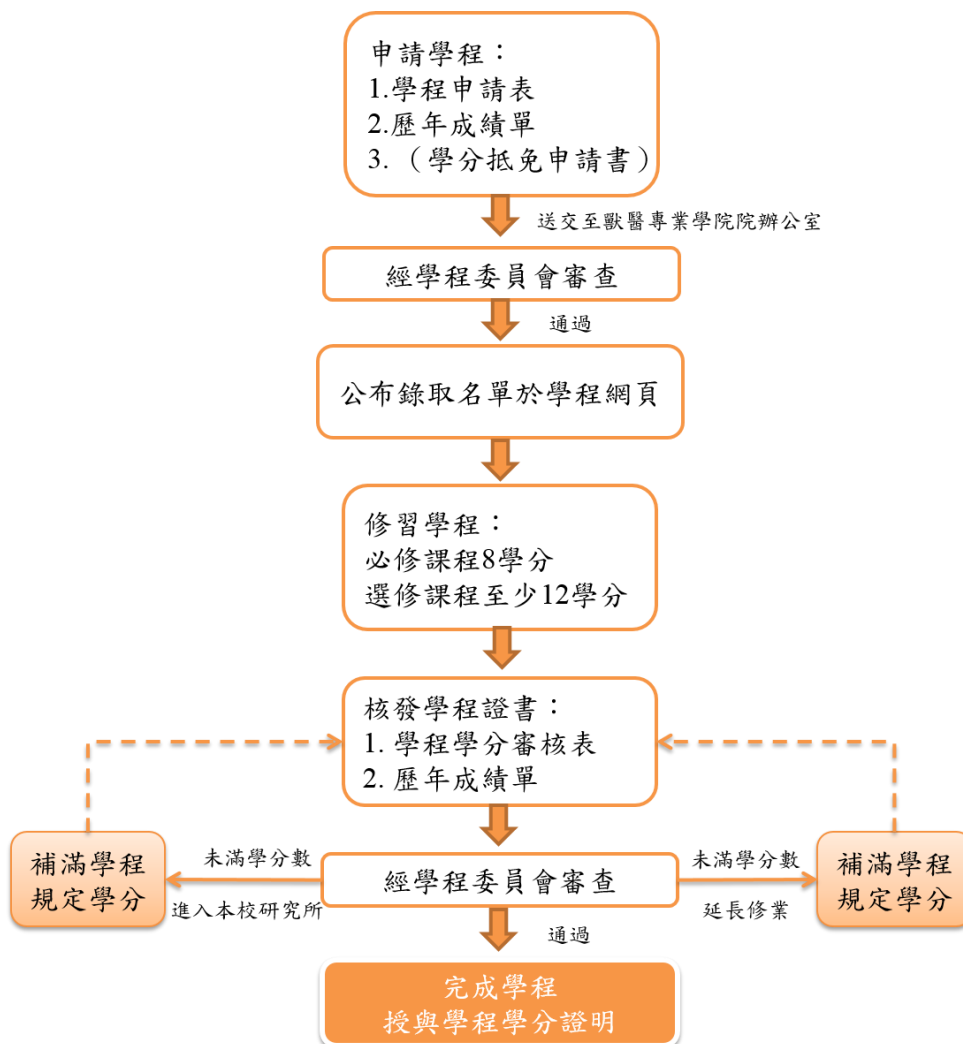 申請學程：
1.學程申請表
2.歷年成績單
3.（學分抵免申請書）
送交至獸醫專業學院院辦公室
經學程委員會審查
通過
公布錄取名單於學程網頁
修習學程：
必修課程8學分
選修課程至少12學分
核發學程證書：
1. 學程學分審核表
2. 歷年成績單
補滿學程
規定學分
未滿學分數
進入本校研究所
經學程委員會審查
未滿學分數
延長修業
補滿學程
規定學分
通過
完成學程
授與學程學分證明